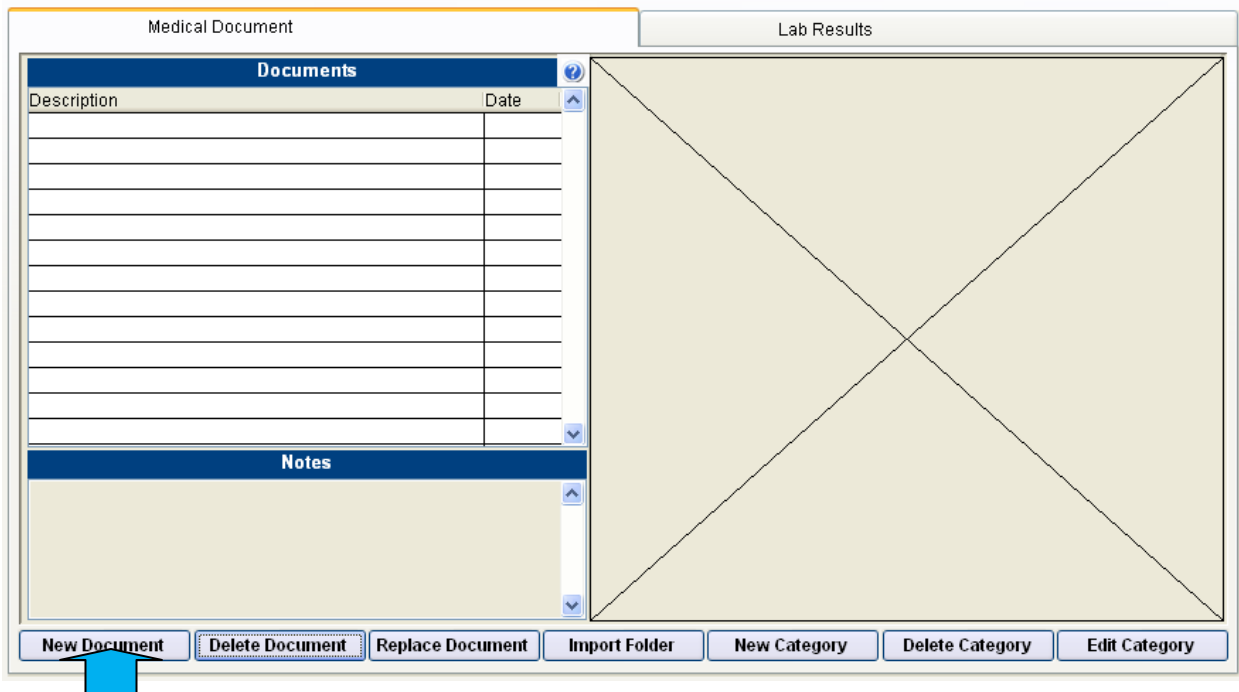 Medical Document
Lab Results
Documents
?
Description Date
Notes
New Document
Delete Document
Replace Document
Import Folder
New Category
Delete Category
Edit Category